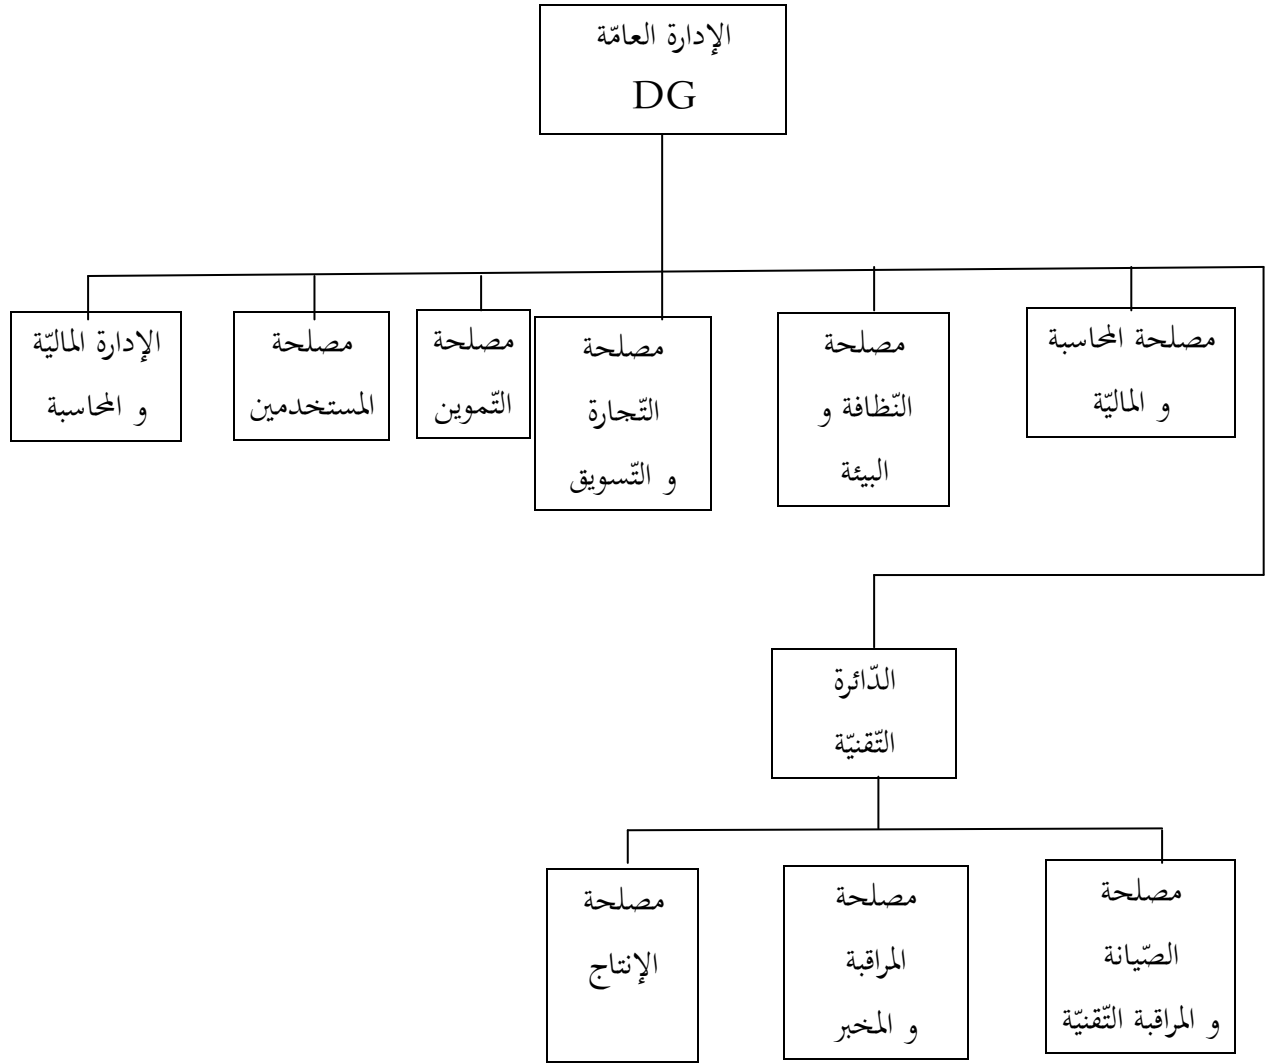 الإدارة العامّة
DG
مصلحة المحاسبة
و الماليّة
مصلحة
النّظافة و
البيئة
مصلحة
التّجارة
و التّسويق
مصلحة
التّموين
مصلحة
المستخدمين
الإدارة الماليّة
و المحاسبة
الدّائرة
التّقنيّة
مصلحة
الصّيانة
و المراقبة التّقنيّة
مصلحة
المراقبة
و المخبر
مصلحة
الإنتاج